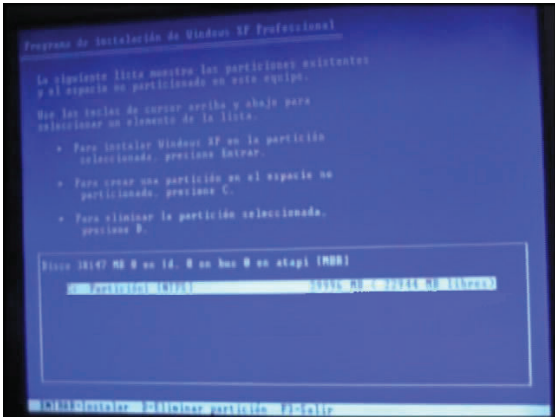 Programa de instalación de Windows XP Professional
La siguiente lista muestra las particiones existentes
y el espacio no particionado en este equipo.
Use las teclas de cursor arriba y abajo para
seleccionar un elemento de la lista.
• Para instalar Windows XP en la partición
seleccionada, presione Entrar.
• Para crear una partición en el espacio no
particionado, presione C.
• Para eliminar la partición seleccionada,
presione D.
Disco 38147 MB 0 en Id. 0 en bus 0 en atapi [MBR]
C: Partición1 [NTFS] MB ( 22944 MB libres)
ENTRAR=Instalar D=Eliminar partición F3=Salir